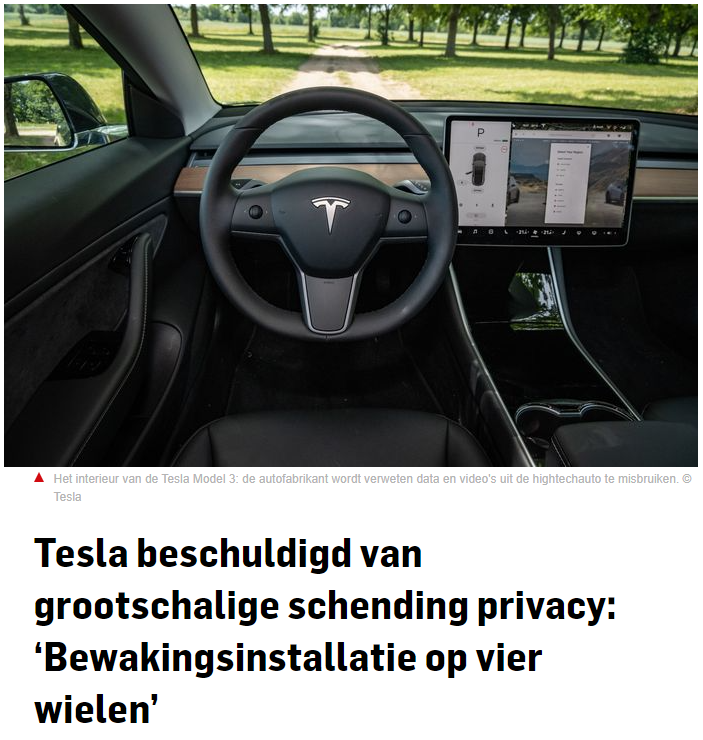 P
Het interieur van de Tesla Model 3: de autofabrikant wordt verweten data en video's uit de hightechauto te misbruiken. ©
Tesla
Tesla beschuldigd van
grootschalige schending privacy:
‘Bewakingsinstallatie op vier
wielen’